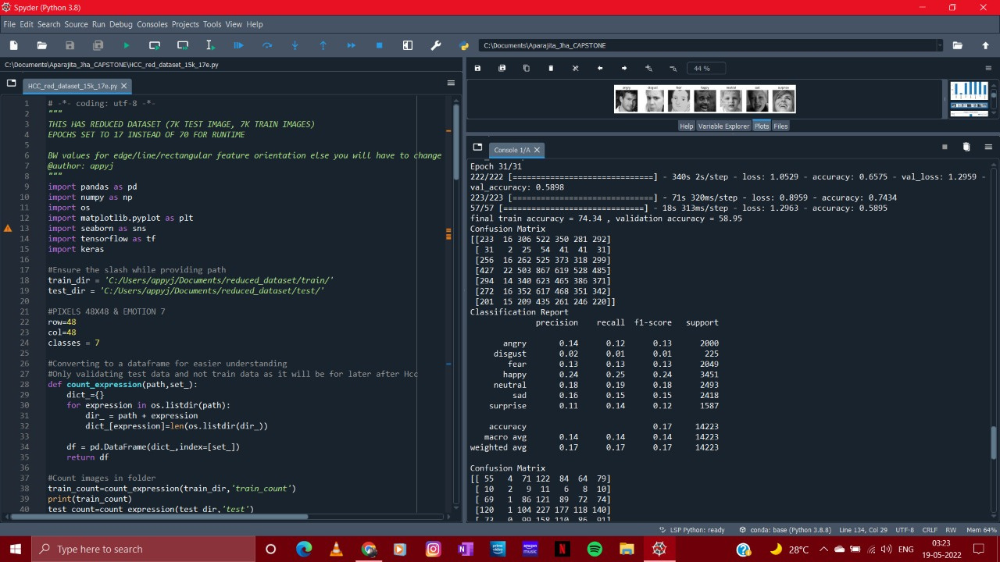 Spyder (Python 3.8)
File Edit Search Source Run Debug Consoles Projects Tools View Help
C:\Documents\Aparajita_Jha_CAPSTONE
C:\Documents\Aparajita_Jha_CAPSTONE\HCC_red_dataset_15k_17e.py
HCC_red_dataset_15k_17e.py
1 # -*- coding: utf-8 -*-
2 """
3 THIS HAS REDUCED DATASET (7K TEST IMAGE, 7K TRAIN IMAGES)
4 EPOCHS SET TO 17 INSTEAD OF 70 FOR RUNTIME
5
6 BW values for edge/line/rectangular feature orientation else you will have to change
7 @author: appyj
8 """
9 import pandas as pd
10 import numpy as np
11 import os
12 import matplotlib.pyplot as plt
13 import seaborn as sns
14 import tensorflow as tf
15 import keras
16
17 #Ensure the slash while providing path
18 train_dir = 'C:/Users/appyj/Documents/reduced_dataset/train/'
19 test_dir = 'C:/Users/appyj/Documents/reduced_dataset/test/'
20
21 #PIXELS 48X48 & EMOTION 7
22 row=48
23 col=48
24 classes = 7
25
26 #Converting to a dataframe for easier understanding
27 #Only validating test data and not train data as it will be for later after Hcc
28 def count_expression(path,set_):
29 dict_={}
30 for expression in os.listdir(path):
31 dir_ = path + expression
32 dict_[expression]=len(os.listdir(dir_))
33
34 df = pd.DataFrame(dict_,index=[set_])
35 return df
36
37 #Count images in folder
38 train_count=count_expression(train_dir,'train_count')
39 print(train_count)
40 test_count=count_expression(test_dir,'test')
44 %
angry disgust fear happy neutral sad surprise
Help Variable Explorer Plots Files
Console 1/A
Epoch 31/31
222/222 [==============================] - 340s 2s/step - loss: 1.0529 - accuracy: 0.6575 - val_loss: 1.2959 -
val_accuracy: 0.5898
223/223 [==============================] - 71s 320ms/step - loss: 0.8959 - accuracy: 0.7434
57/57 [==============================] - 18s 313ms/step - loss: 1.2963 - accuracy: 0.5895
final train accuracy = 74.34 , validation accuracy = 58.95
Confusion Matrix
[[233 16 306 522 350 281 292]
[ 31 2 25 54 41 41 31]
[256 16 262 525 373 318 299]
[427 22 503 867 619 528 485]
[294 14 340 623 465 386 371]
[272 16 352 617 468 351 342]
[201 15 209 435 261 246 220]]
Classification Report
precision recall f1-score support
angry 0.14 0.12 0.13 2000
disgust 0.02 0.01 0.01 225
fear 0.13 0.13 0.13 2049
happy 0.24 0.25 0.24 3451
neutral 0.18 0.19 0.18 2493
sad 0.16 0.15 0.15 2418
surprise 0.11 0.14 0.12 1587
accuracy 0.17 14223
macro avg 0.14 0.14 0.14 14223
weighted avg 0.17 0.17 0.17 14223
Confusion Matrix
[[ 55 4 71 122 84 64 79]
[ 10 2 9 11 6 8 10]
[ 69 1 86 121 89 72 74]
[120 1 104 227 177 118 140]
[ 73 0 99 158 110 86 91]
LSP Python: ready conda: base (Python 3.8.8) Line 134, Col 29 UTF-8 CRLF RW Mem 64%
Type here to search
prime video
amazon music
28°C
ENG
03:23
19-05-2022